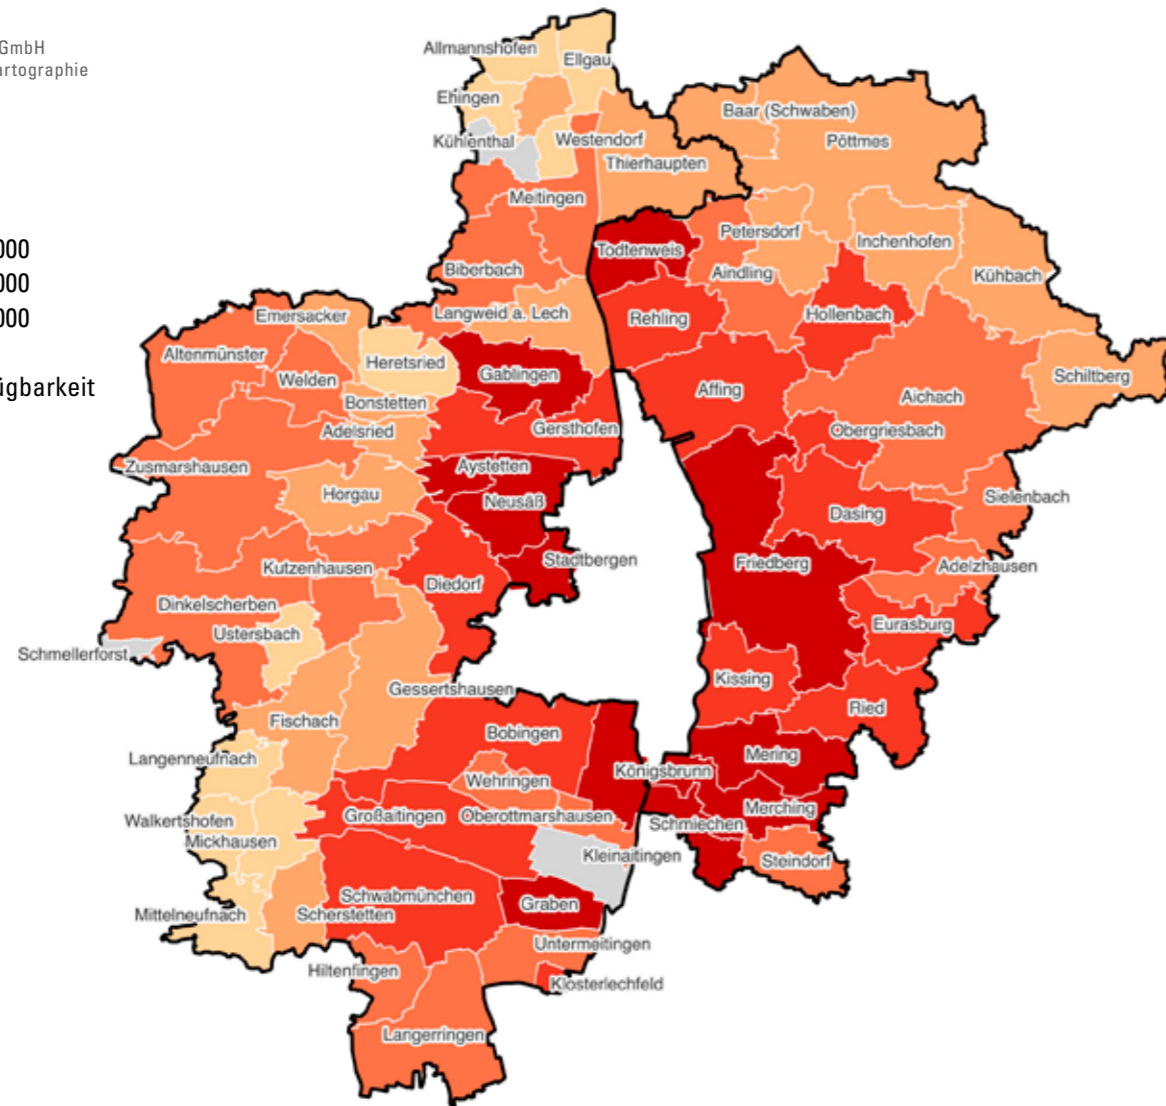 GmbH
artographie
000
000
000
ügbarkeit
Allmannshofen
Ellgau
Ehingen
Kühlenthal
Westendorf
Thierhaupten
Baar (Schwaben)
Pöttmes
Meitingen
Todtenweis
Petersdorf
Inchenhofen
Biberbach
Aindling
Kühbach
Emersacker
Langweid a. Lech
Rehling
Hollenbach
Altenmünster
Heretsried
Welden
Gablingen
Affing
Aichach
Schiltberg
Bonstetten
Adelsried
Gersthofen
Obergriesbach
Zusmarshausen
Aystetten
Horgau
Neusäß
Dasing
Sielenbach
Kutzenhausen
Stadtbergen
Friedberg
Adelzhausen
Diedorf
Dinkelscherben
Ustersbach
Eurasburg
Schmellerforst
Gessertshausen
Kissing
Fischach
Ried
Bobingen
Langenneufnach
Mering
Wehringen
Königsbrunn
Walkertshofen
Großaitingen
Oberottmarshausen
Merching
Mickhausen
Schmiechen
Kleinaitingen
Steindorf
Schwabmünchen
Graben
Mittelneufnach
Scherstetten
Untermeitingen
Hiltenfingen
Klosterlechfeld
Langerringen